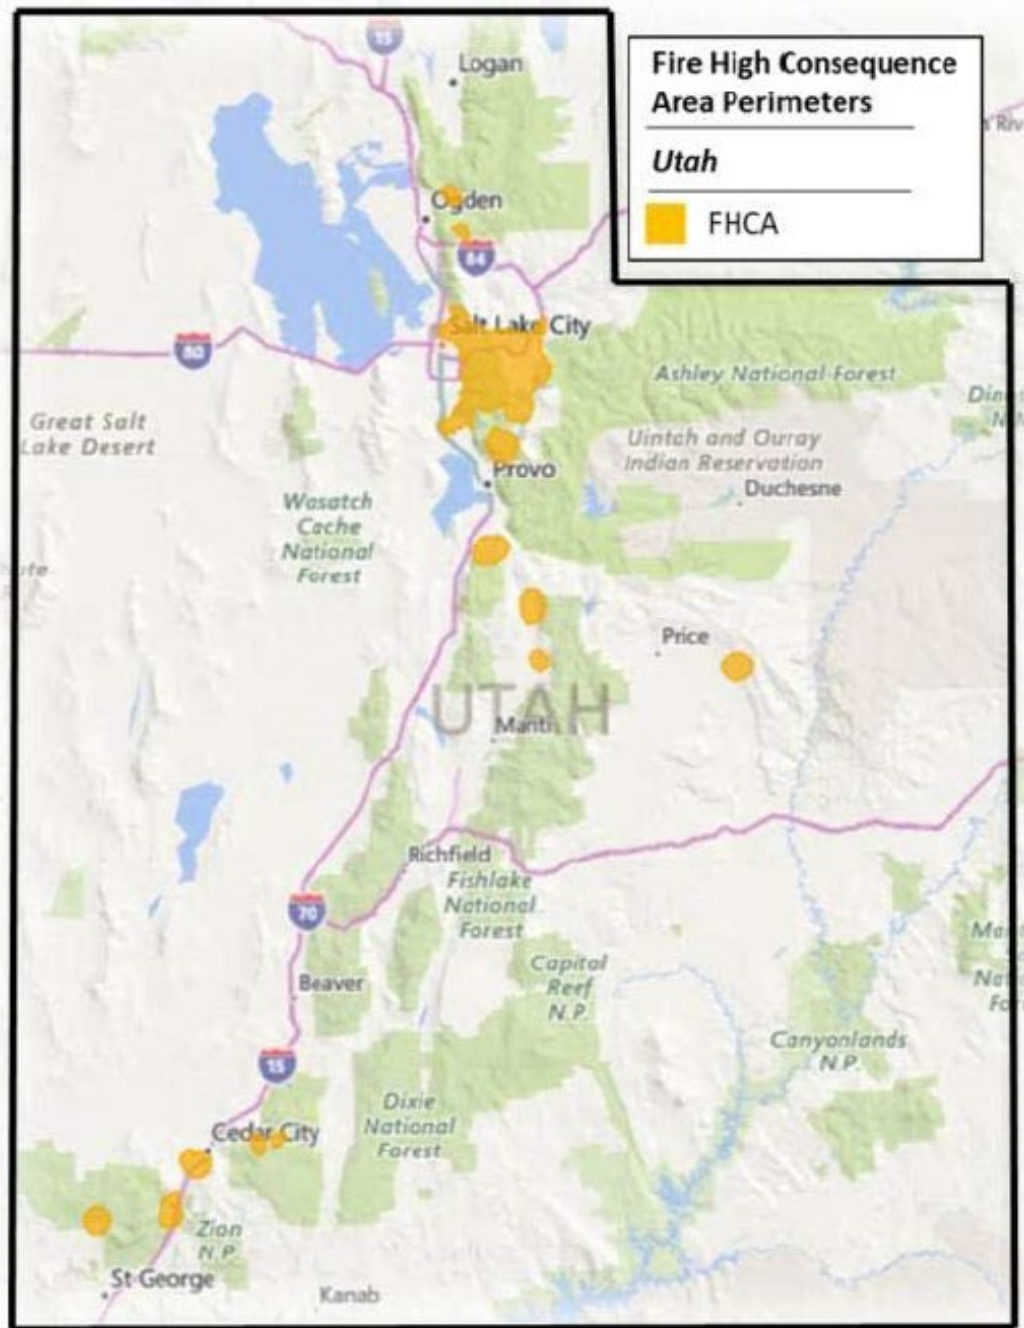 15
Logan
Fire High Consequence
Area Perimeters
Utah
FHCA
Ogden
84
Salt Lake City
80
Ashley National Forest
Great Salt
Lake Desert
Uintah and Ouray
Indian Reservation
Provo
Duchesne
Wasatch
Cache
National
Forest
Price
UTAH
Manti
Richfield
Fishlake
National
Forest
70
Capital
Reef
N.P.
Beaver
Canyonlands
N.P.
15
Dixie
National
Forest
Cedar City
Zion
N.P.
St George
Kanab